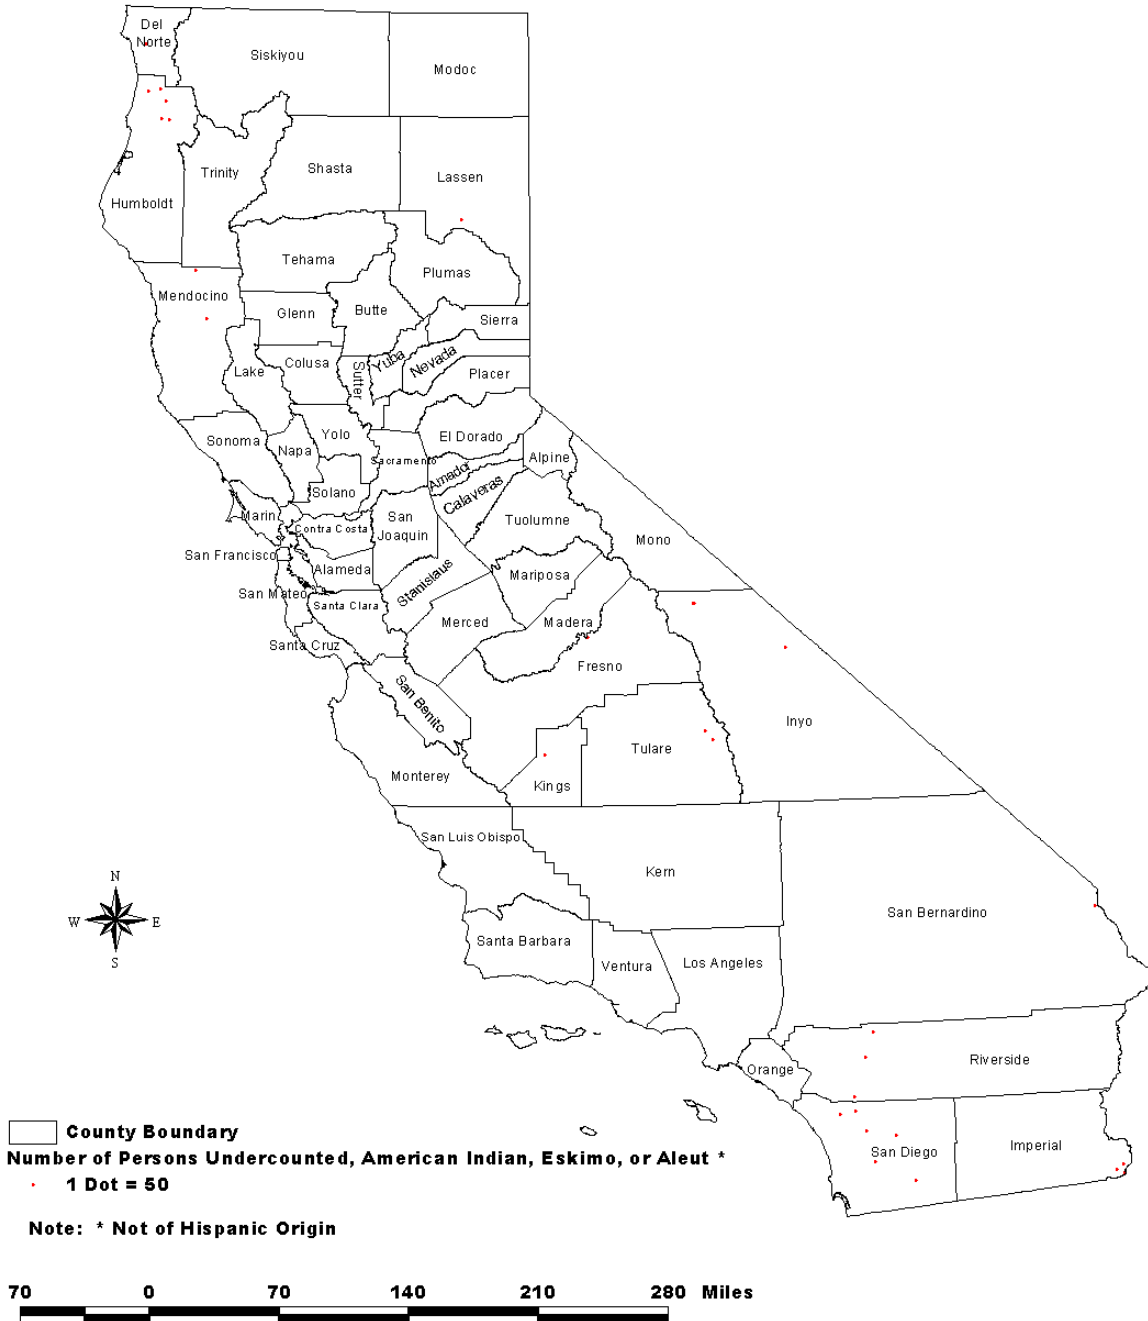 Del
Norte
Siskiyou
Modoc
Trinity
Shasta
Lassen
Humboldt
Tehama
Plumas
Mendocino
Glenn
Butte
Sierra
Lake
Colusa
Sutter
Yuba
Nevada
Placer
Sonoma
Napa
Yolo
El Dorado
Sacramento
Amador
Alpine
Solano
Calaveras
Marin
Contra Costa
San
Joaquin
Tuolumne
Mono
San Francisco
Alameda
Stanislaus
Mariposa
San Mateo
Santa Clara
Merced
Madera
Santa Cruz
Fresno
San Benito
Inyo
Tulare
Monterey
Kings
San Luis Obispo
Kern
N
W
E
S
San Bernardino
Santa Barbara
Ventura
Los Angeles
Orange
Riverside
San Diego
Imperial
County Boundary
Number of Persons Undercounted, American Indian, Eskimo, or Aleut *
1 Dot = 50
Note: * Not of Hispanic Origin
70 0 70 140 210 280 Miles